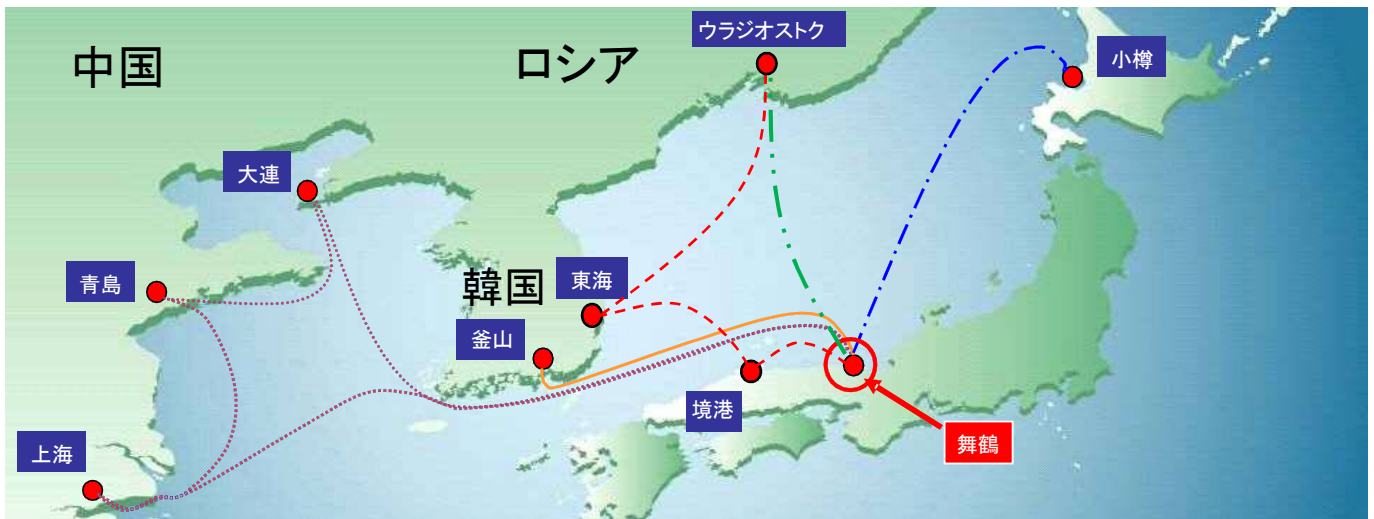 中国
ロシア
ウラジオストク
小樽
大連
青島
韓国
東海
釜山
境港
上海
舞鶴